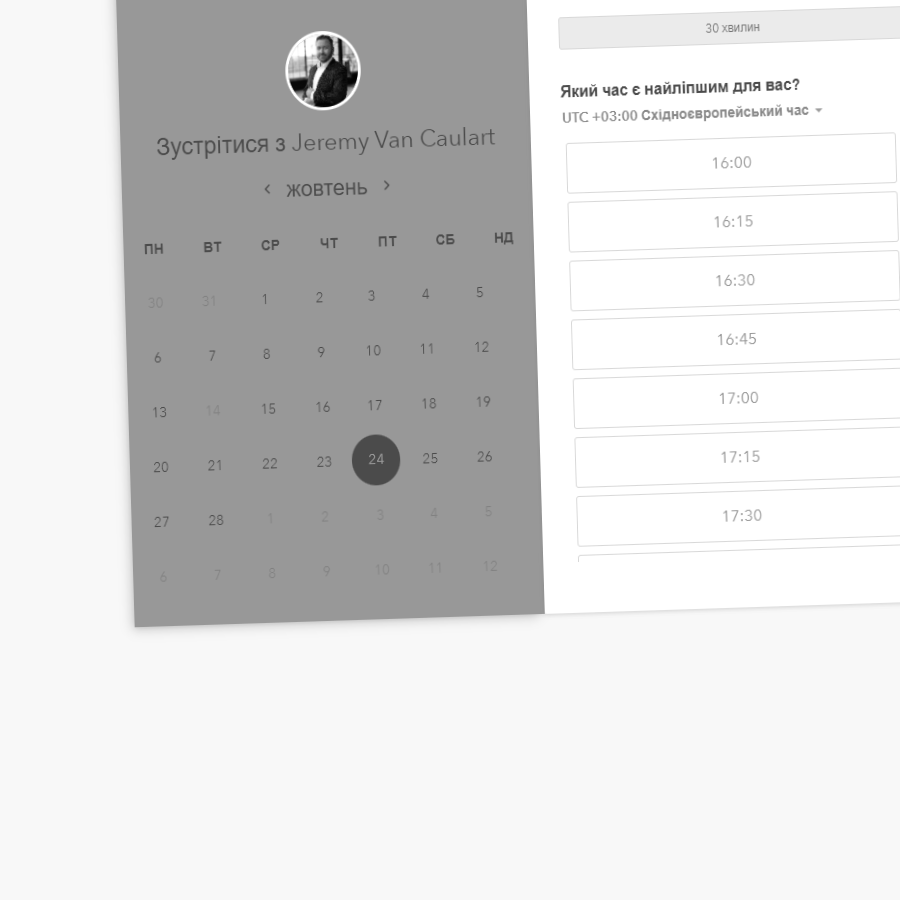 Зустрітися з Jeremy Van Caulart
‹ жовтень ›
ПН ВТ СР ЧТ ПТ СБ НД
30 31 1 2 3 4 5
6 7 8 9 10 11 12
13 14 15 16 17 18 19
20 21 22 23 24 25 26
27 28 1 2 3 4 5
6 7 8 9 10 11 12
30 хвилин
Який час є найліпшим для вас?
UTC +03:00 Східноєвропейський час
16:00
16:15
16:30
16:45
17:00
17:15
17:30